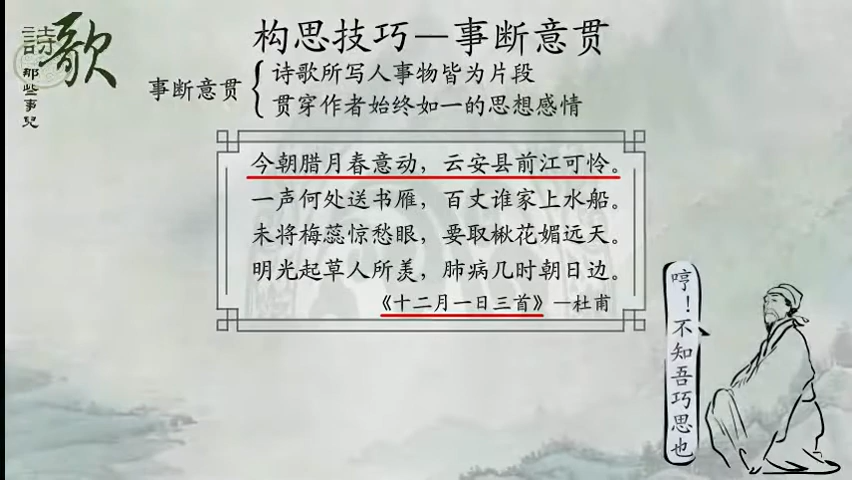 詩歌
那些事兒
构思技巧—事断意贯
事断意贯
诗歌所写人事物皆为片段
贯穿作者始终如一的思想感情
今朝腊月春意动，云安县前江可怜。
一声何处送书雁，百丈谁家上水船。
未将梅蕊惊愁眼，要取楸花媚远天。
明光起草人所羡，肺病几时朝日边。
《十二月一日三首》—杜甫
哼！不知吾巧思也